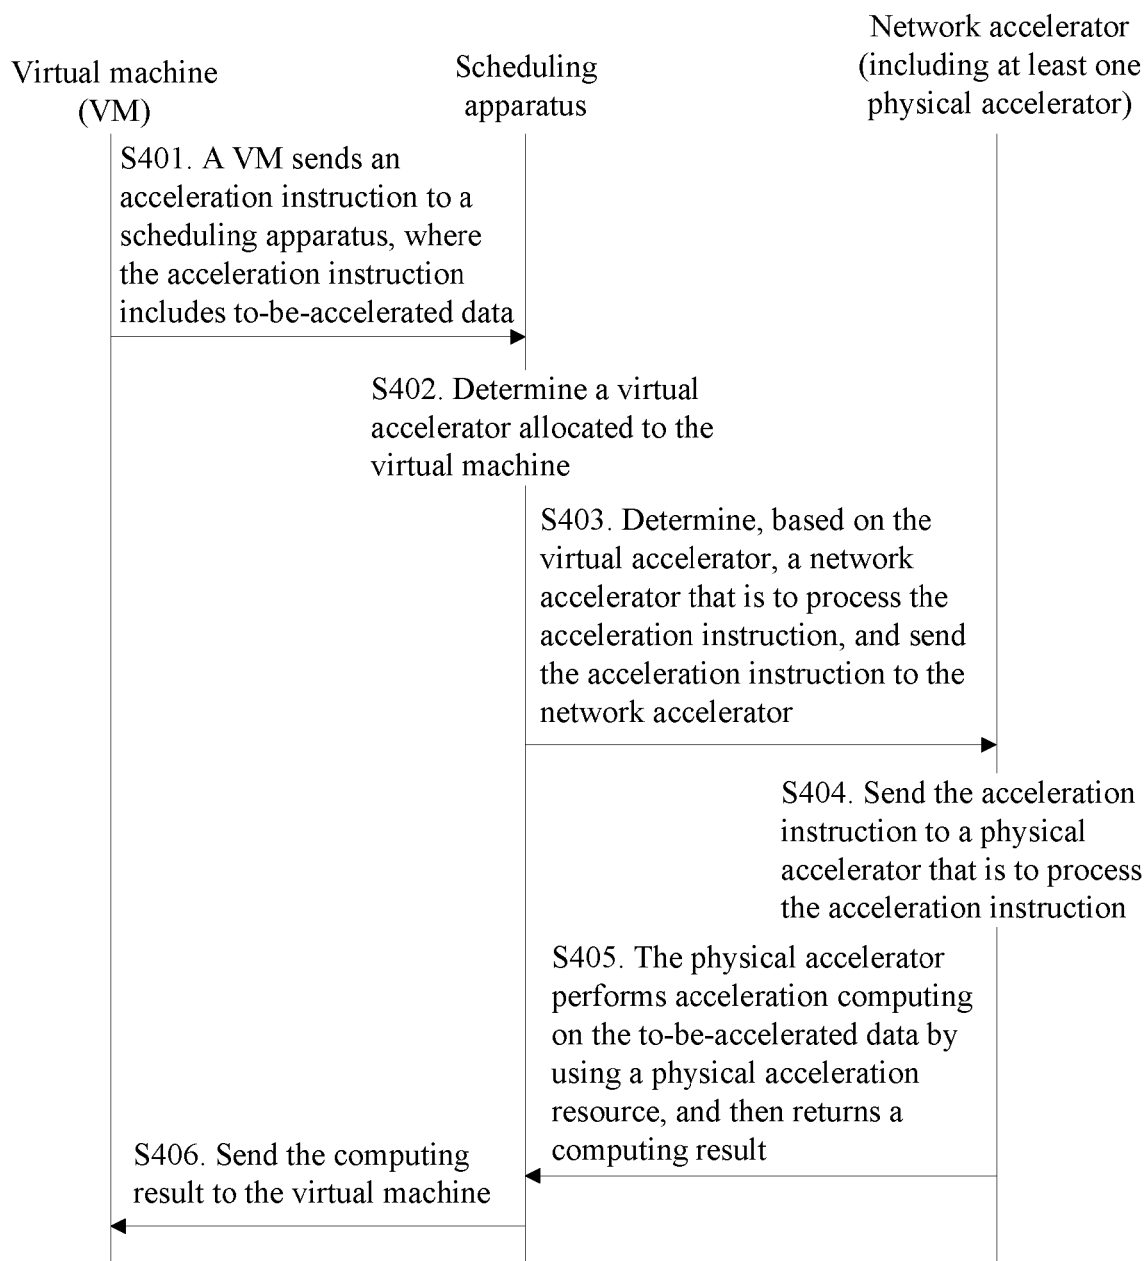 Virtual machine
(VM)
Scheduling
apparatus
Network accelerator
(including at least one
physical accelerator)
S401. A VM sends an
acceleration instruction to a
scheduling apparatus, where
the acceleration instruction
includes to-be-accelerated data
S402. Determine a virtual
accelerator allocated to the
virtual machine
S403. Determine, based on the
virtual accelerator, a network
accelerator that is to process the
acceleration instruction, and send
the acceleration instruction to the
network accelerator
S404. Send the acceleration
instruction to a physical
accelerator that is to process
the acceleration instruction
S405. The physical accelerator
performs acceleration computing
on the to-be-accelerated data by
using a physical acceleration
resource, and then returns a
computing result
S406. Send the computing
result to the virtual machine